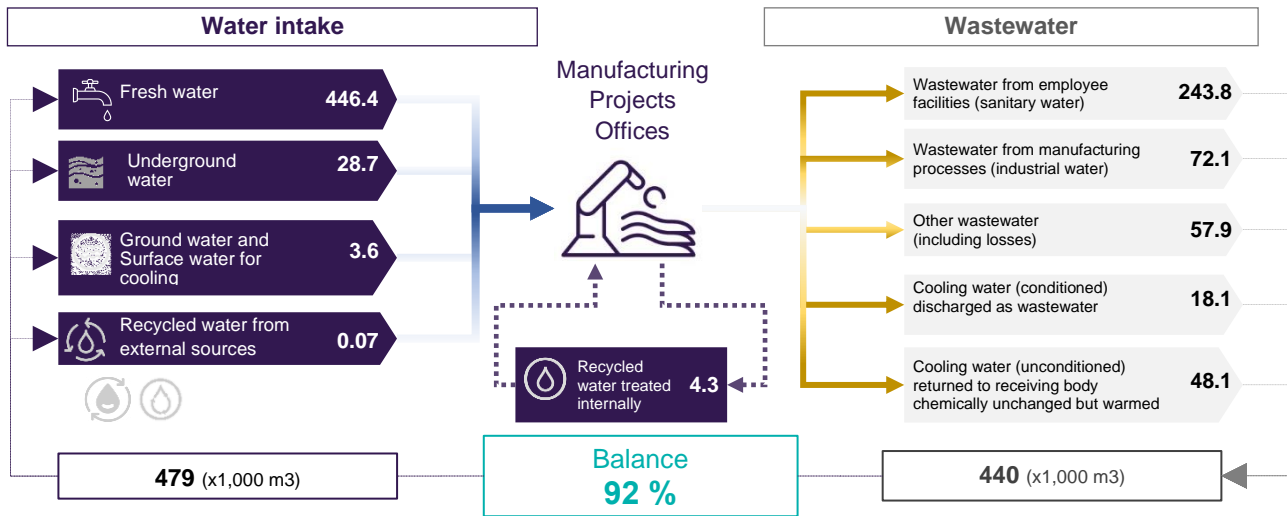 Water intake
Wastewater
Fresh water
446.4
Underground
water
28.7
Ground water and
Surface water for
cooling
3.6
Recycled water from
external sources
0.07
Manufacturing
Projects
Offices
Recycled
water treated
internally
4.3
Wastewater from employee
facilities (sanitary water)
243.8
Wastewater from manufacturing
processes (industrial water)
72.1
Other wastewater
(including losses)
57.9
Cooling water (conditioned)
discharged as wastewater
18.1
Cooling water (unconditioned)
returned to receiving body
chemically unchanged but warmed
48.1
479 (x1,000 m3)
Balance
92 %
440 (x1,000 m3)